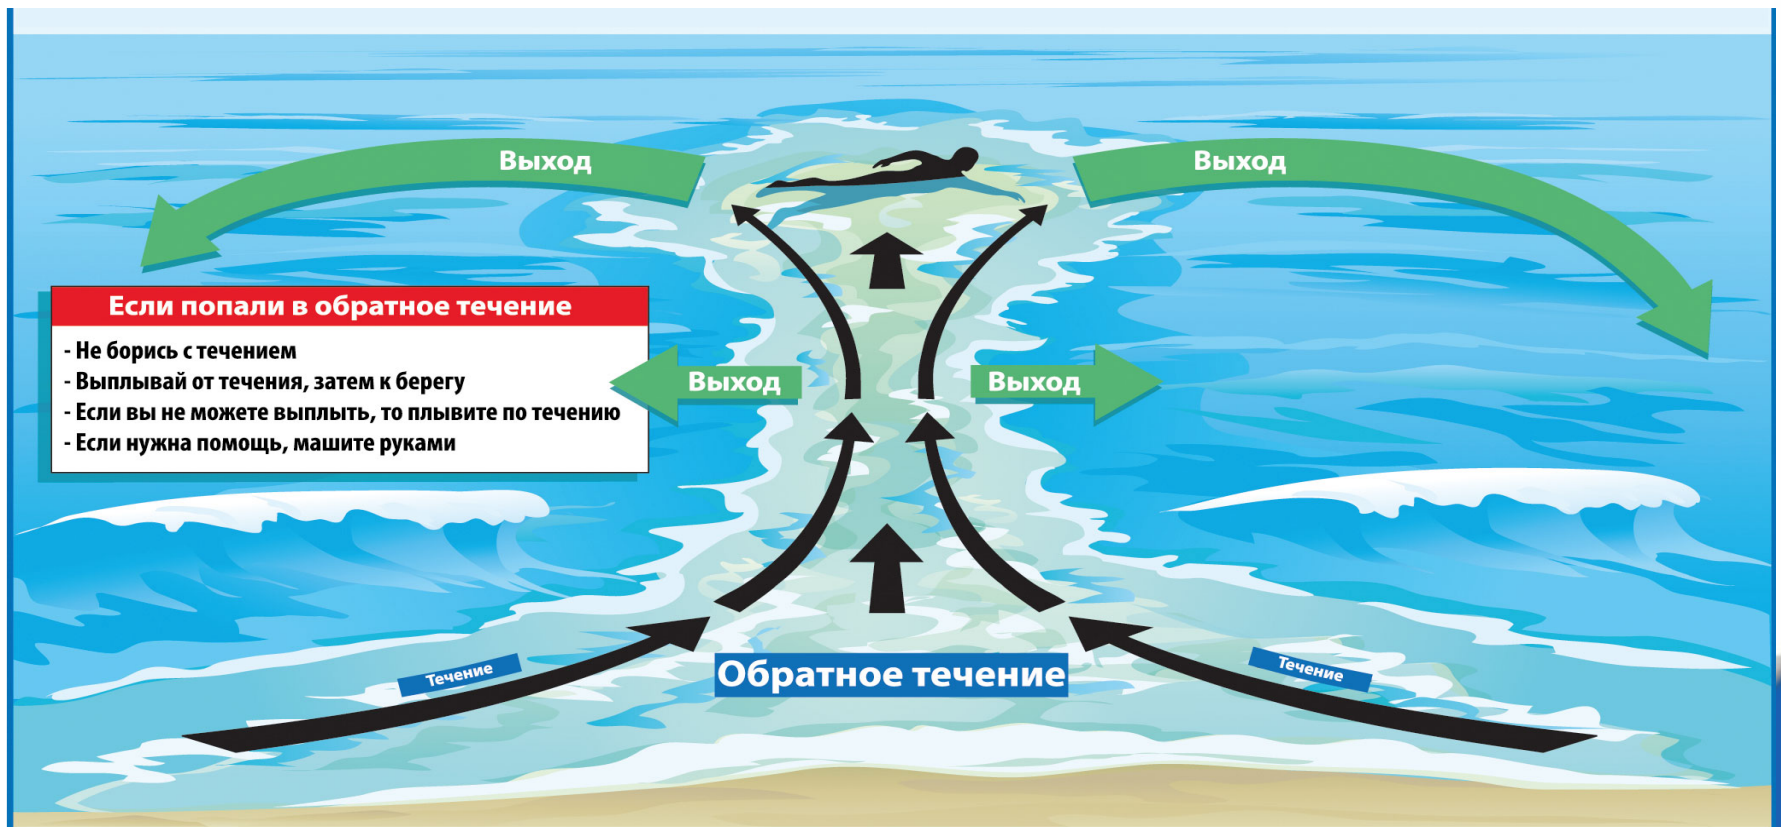 Выход
Выход
Если попали в обратное течение
- Не борись с течением
- Выплывай от течения, затем к берегу
- Если вы не можете выплыть, то плывите по течению
- Если нужна помощь, машите руками
Выход
Выход
Обратное течение
Течение
Течение